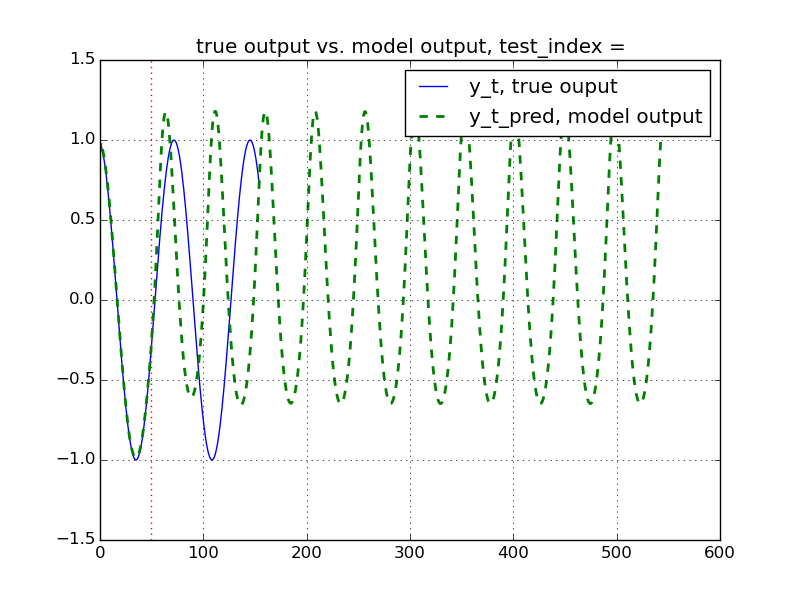 true output vs. model output, test_index =
y_t, true ouput
y_t_pred, model output
1.5
1.0
0.5
0.0
−0.5
−1.0
−1.5
0 100 200 300 400 500 600